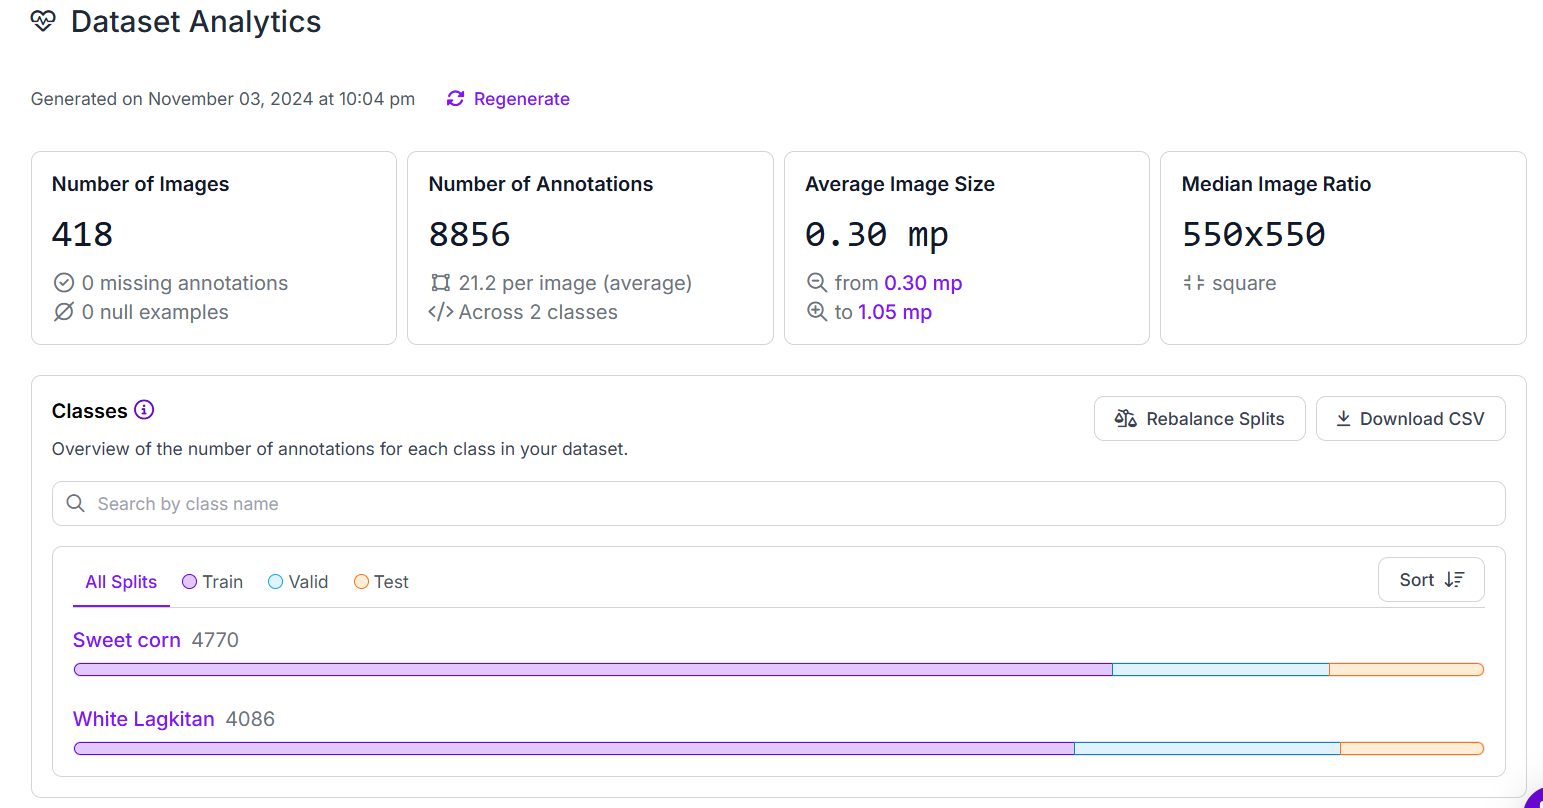 Dataset Analytics
Generated on November 03, 2024 at 10:04 pm Regenerate
Number of Images
418
0 missing annotations
0 null examples
Number of Annotations
8856
21.2 per image (average)
</> Across 2 classes
Average Image Size
0.30 mp
from 0.30 mp
to 1.05 mp
Median Image Ratio
550x550
square
Classes
Rebalance Splits
Download CSV
Overview of the number of annotations for each class in your dataset.
Search by class name
All Splits Train Valid Test
Sort
Sweet corn 4770
White Lagkitan 4086